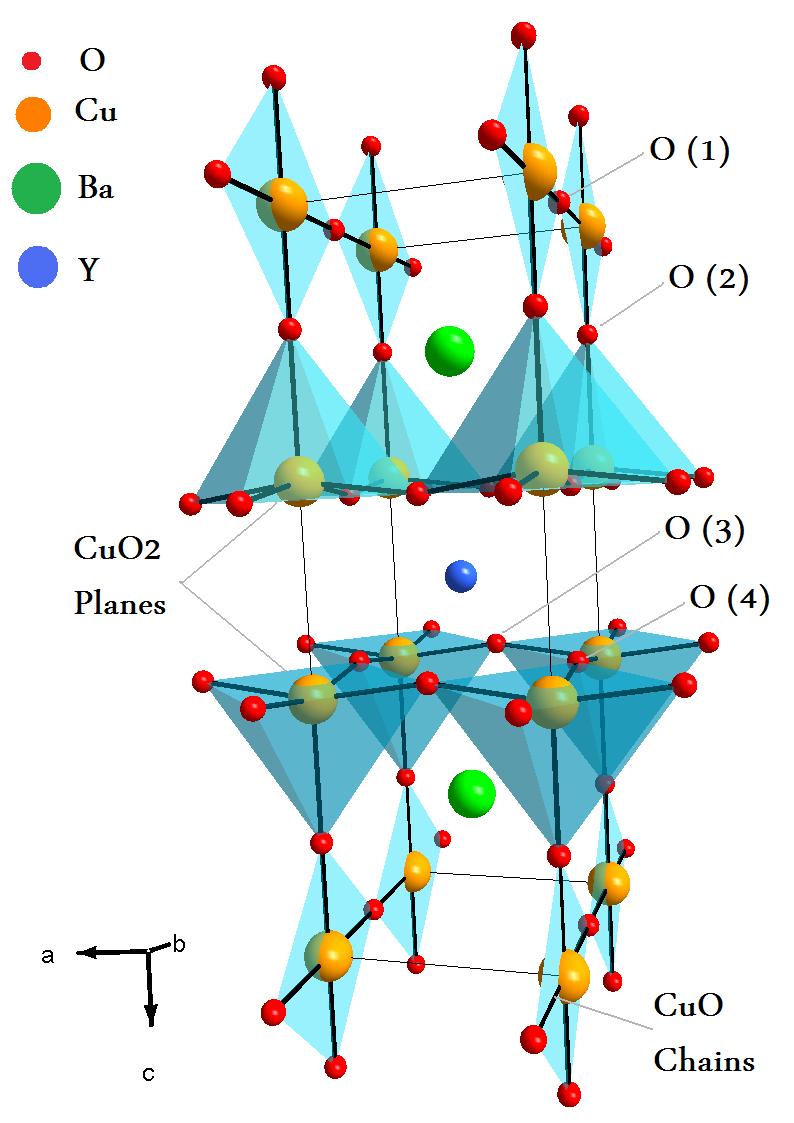 O
Cu
Ba
Y
O (1)
O (2)
CuO2
Planes
O (3)
O (4)
a
b
c
CuO
Chains